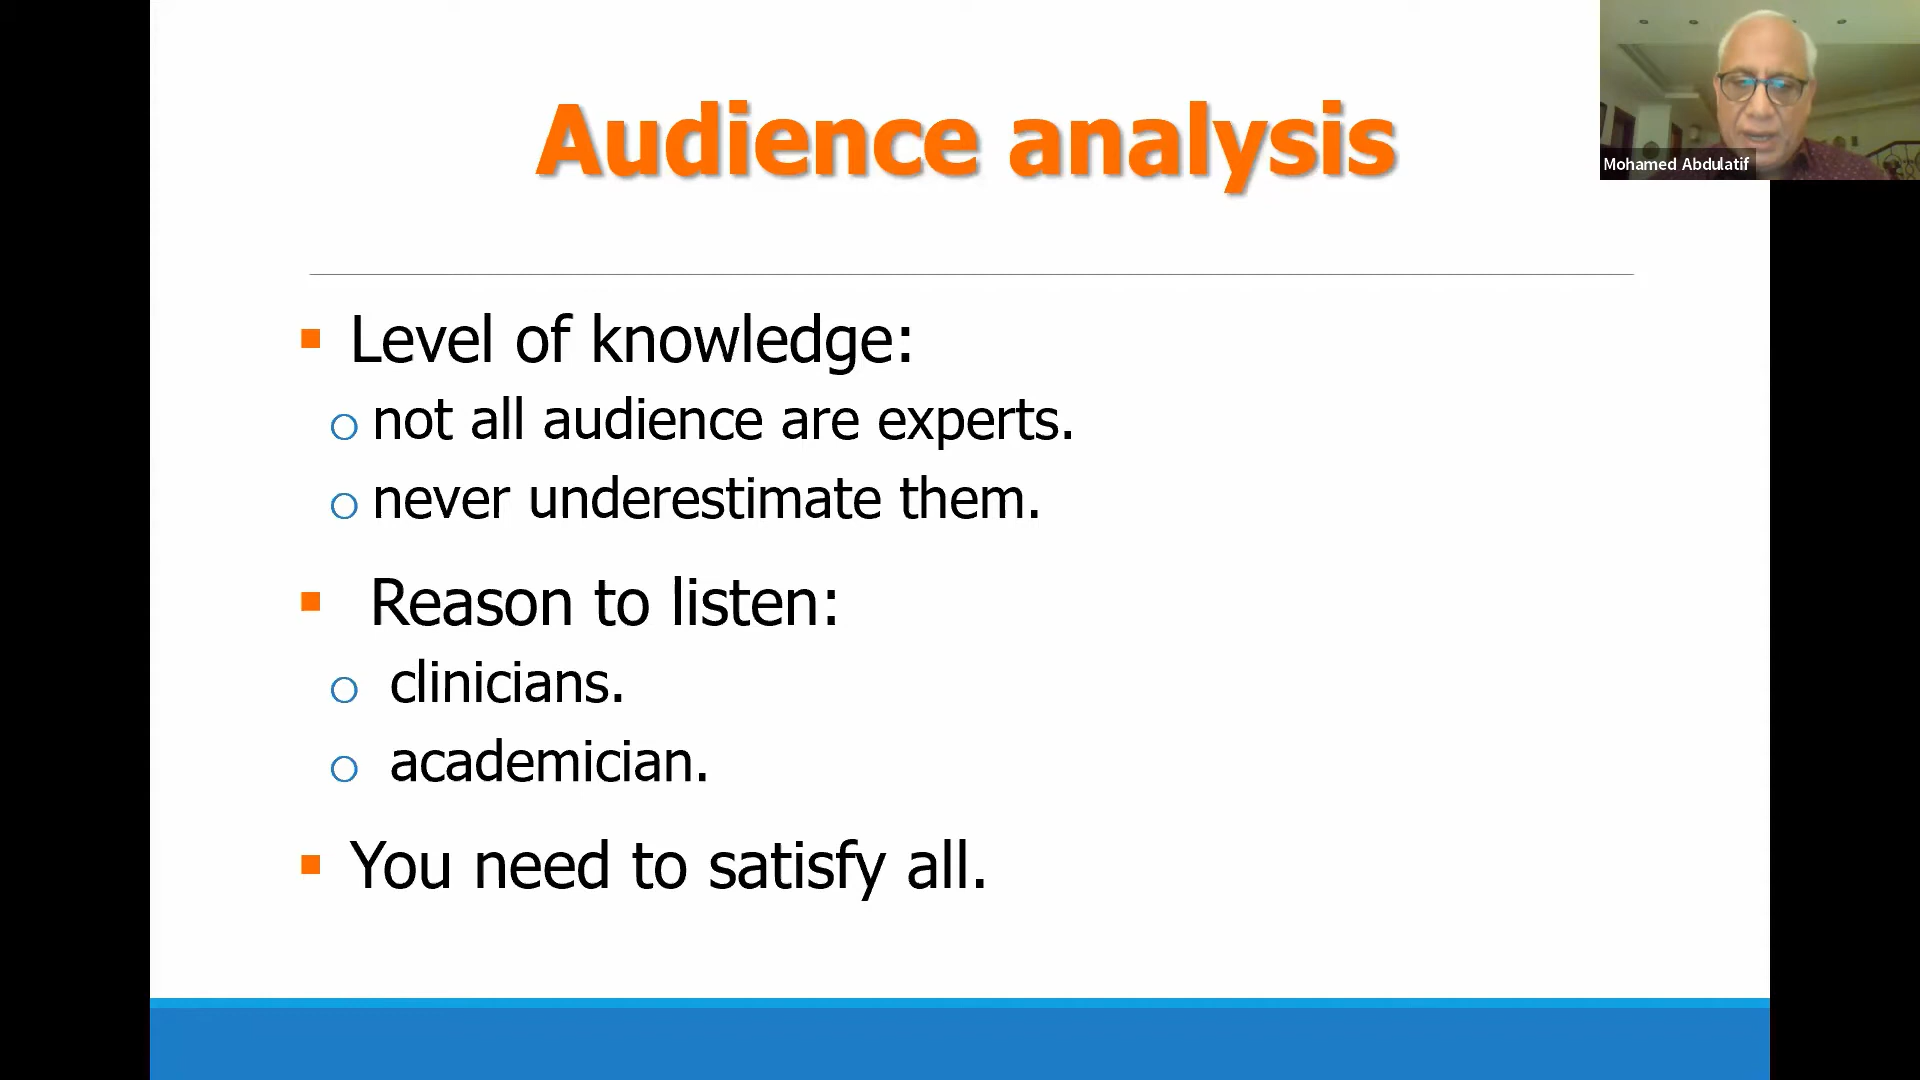 Audience analysis
Mohamed Abdulatif
Level of knowledge:
not all audience are experts.
never underestimate them.
Reason to listen:
clinicians.
academician.
You need to satisfy all.